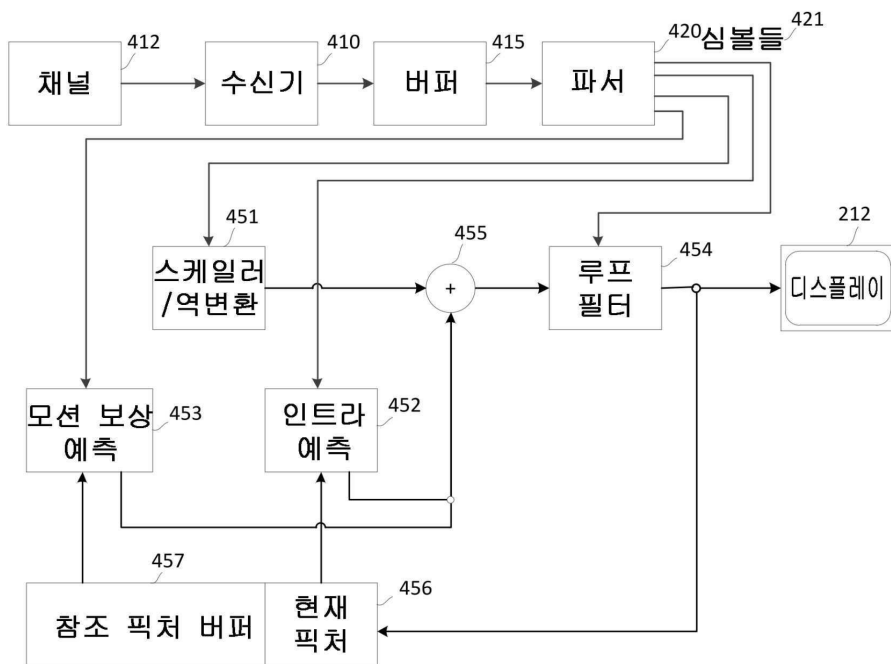 412
410
415
420
심볼들
421
채널
수신기
버퍼
파서
451
455
454
212
스케일러
/역변환
+
루프
필터
디스플레이
모션 보상
예측
453
인트라
예측
452
457
456
참조 픽처 버퍼
현재
픽처